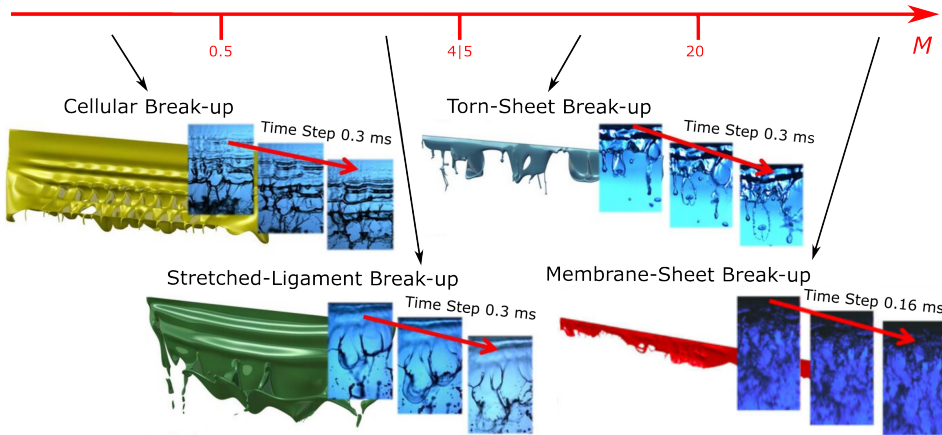 0.5
4|5
20
M
Cellular Break-up
Time Step 0.3 ms
Torn-Sheet Break-up
Time Step 0.3 ms
Stretched-Ligament Break-up
Time Step 0.3 ms
Membrane-Sheet Break-up
Time Step 0.16 ms